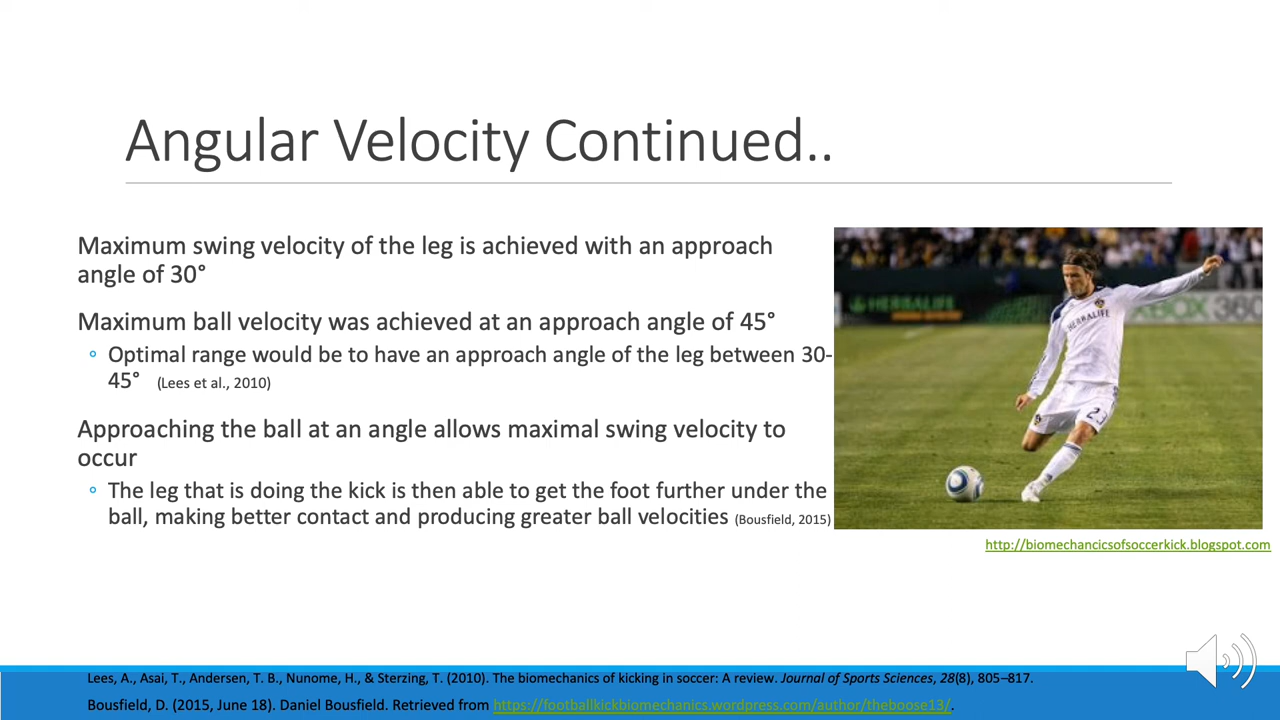 Angular Velocity Continued..
Maximum swing velocity of the leg is achieved with an approach
angle of 30°
Maximum ball velocity was achieved at an approach angle of 45°
Optimal range would be to have an approach angle of the leg between 30-
45° (Lees et al., 2010)
Approaching the ball at an angle allows maximal swing velocity to
occur
The leg that is doing the kick is then able to get the foot further under the
ball, making better contact and producing greater ball velocities (Bousfield, 2015)
HERBALIFE
XBOX 360
HERBALIFE
23
http://biomechancicsofsoccerkick.blogspot.com
Lees, A., Asai, T., Andersen, T. B., Nunome, H., & Sterzing, T. (2010). The biomechanics of kicking in soccer: A review. Journal of Sports Sciences, 28(8), 805–817.
Bousfield, D. (2015, June 18). Daniel Bousfield. Retrieved from https://footballkickbiomechanics.wordpress.com/author/theboose13/.